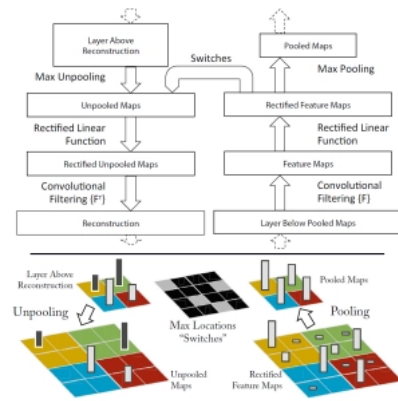 Layer Above
Reconstruction
Pooled Maps
Switches
Max Unpooling
Max Pooling
Unpooled Maps
Rectified Feature Maps
Rectified Linear
Function
Rectified Linear
Function
Rectified Unpooled Maps
Feature Maps
Convolutional
Filtering {Fᵀ}
Convolutional
Filtering {F}
Reconstruction
Layer Below Pooled Maps
Layer Above
Reconstruction
Pooled Maps
Unpooling
Max Locations
"Switches"
Pooling
Unpooled
Maps
Rectified
Feature Maps